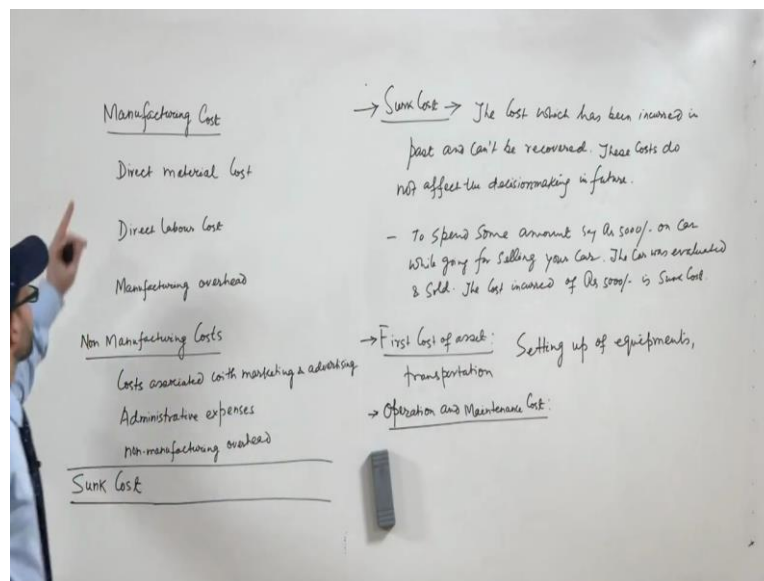 Manufacturing Cost
Direct material Cost
Direct labour Cost
Manufacturing overhead
Non Manufacturing Costs
Costs associated with marketing & advertising
Administrative expenses
non-manufacturing overhead
Sunk Cost
→ Sunk Cost → The Cost which has been incurred in
past and can't be recovered. These Costs do
not affect the decisionmaking in future.
- To spend some amount say Rs 5000/- on car
while going for selling your car. The car was evaluated
& sold. The cost incurred of Rs 5000/- is Sunk Cost.
→ First Cost of asset: Setting up of equipments,
transportation
→ Operation and Maintenance Cost: